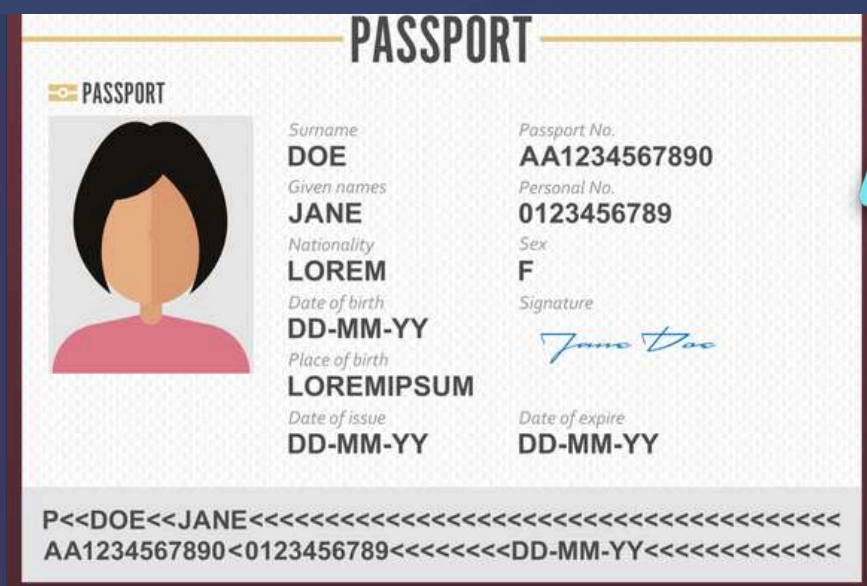 PASSPORT
PASSPORT
Surname
DOE
Given names
JANE
Nationality
LOREM
Date of birth
DD-MM-YY
Place of birth
LOREMIPSUM
Date of issue
DD-MM-YY
Passport No.
AA1234567890
Personal No.
0123456789
Sex
F
Signature
Jane Doe
Date of expire
DD-MM-YY
P<<DOE<<JANE<<<<<<<<<<<<<<<<<<<<<<<<<<<<<<<<<<<<<<<
AA1234567890<0123456789<<<<<<<<DD-MM-YY<<<<<<<<<<<<<